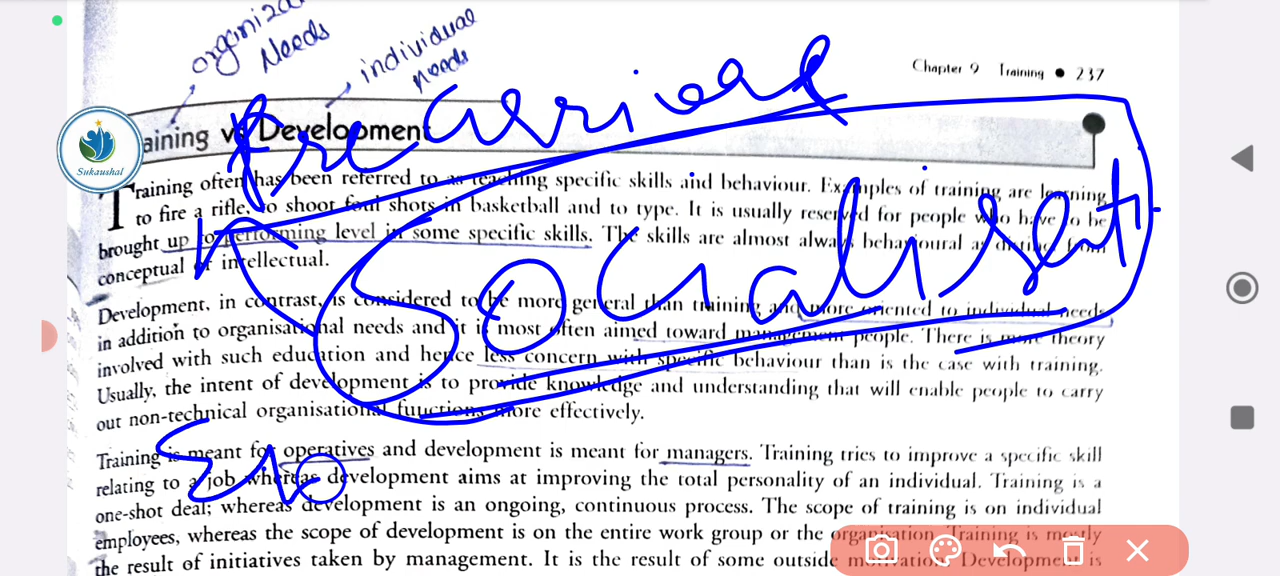 organiza
Needs
individual
needs
Chapter 9 Training ● 237
aining vs Development
Pre arrival
Training often has been referred to as teaching specific skills and behaviour. Examples of training are learning
to fire a rifle, to shoot foul shots in basketball and to type. It is usually reserved for people who have to be
brought up to performing level in some specific skills. The skills are almost always behavioural as distinct from
conceptual or intellectual.
Development, in contrast, is considered to be more general than training and more oriented to individual needs
in addition to organisational needs and it is most often aimed toward management people. There is more theory
involved with such education and hence less concern with specific behaviour than is the case with training.
Usually, the intent of development is to provide knowledge and understanding that will enable people to carry
out non-technical organisational functions more effectively.
Training is meant for operatives and development is meant for managers. Training tries to improve a specific skill
relating to a job whereas development aims at improving the total personality of an individual. Training is a
one-shot deal; whereas development is an ongoing, continuous process. The scope of training is on individual
employees, whereas the scope of development is on the entire work group or the organisation. Training is mostly
the result of initiatives taken by management. It is the result of some outside motivation. Development is
Sukaushal